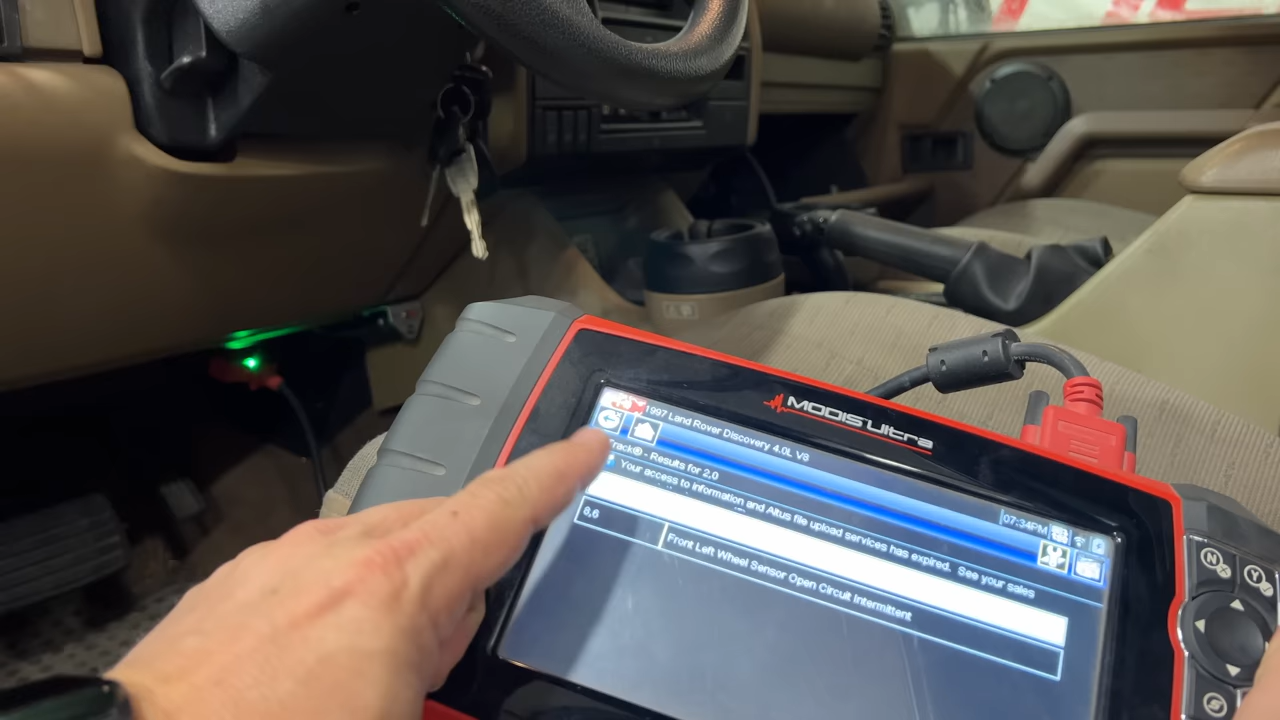 MODIS Ultra
1997 Land Rover Discovery 4.0L V8
Track® - Results for 2,0
07:34PM
Your access to information and Altus file upload services has expired. See your sales
8,6
Front Left Wheel Sensor Open Circuit Intermittent
N
Y
S